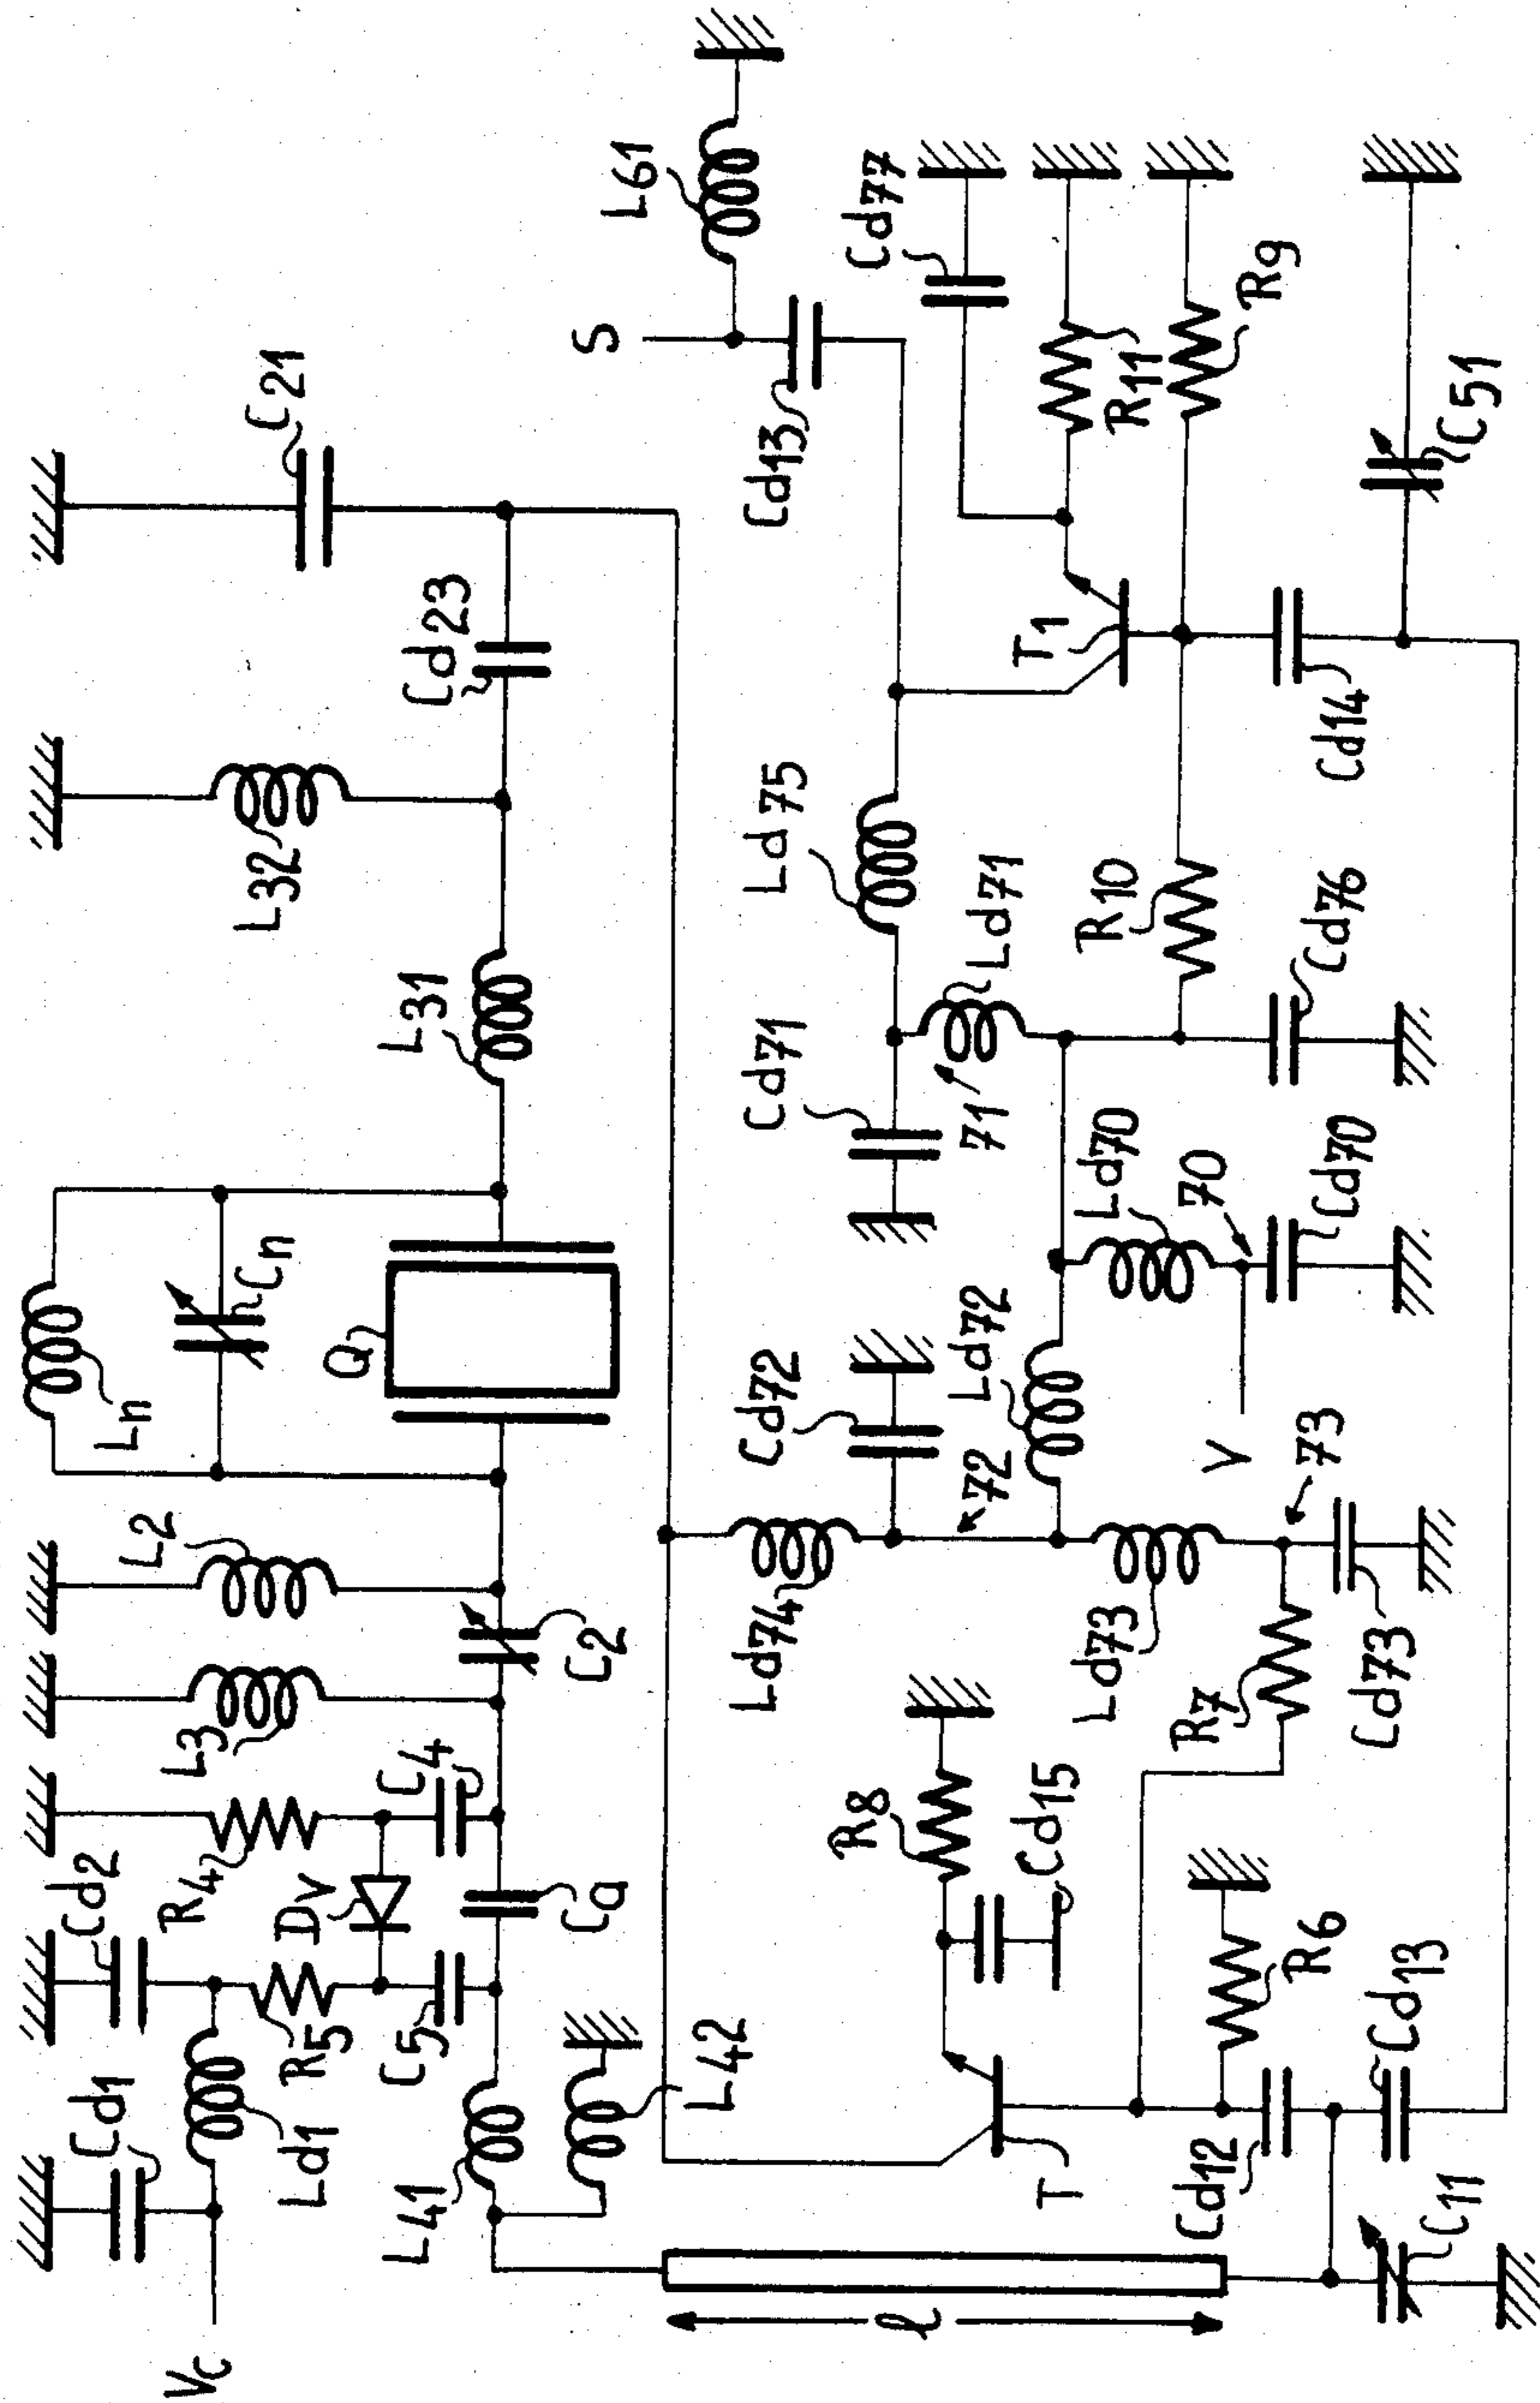 Cd1
Cd2
L2
Ln
Vc
R4
L3
Cn
L32
C21
Ld1
R5
Dv
Q
L41
C5
C4
L31
Cd23
Ca
C2
S
L61
L42
Ld74
Cd72
Cd71
Ld75
Cd13
R8
72
Ld72
71
Ld71
Cd77
l
T
Cd15
Ld73
Ld70
R10
T1
R11
Cd12
R7
V
70
R9
R6
73
Cd76
Cd14
C11
Cd13
Cd73
Cd70
C51